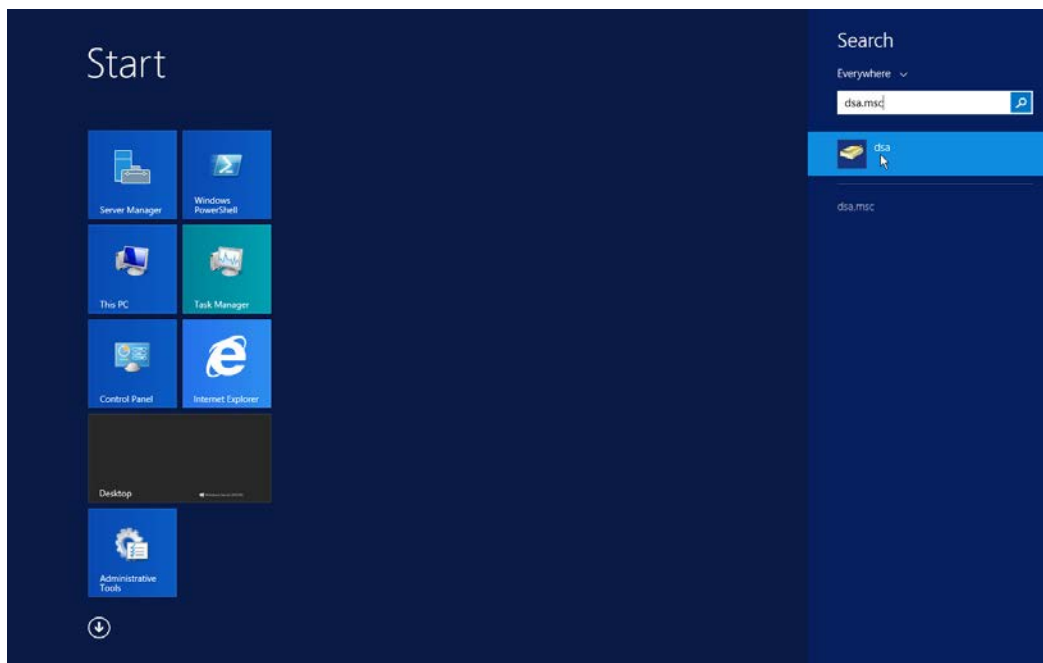 Start
Server Manager
Windows
PowerShell
This PC
Task Manager
Control Panel
Internet Explorer
Desktop
Administrative
Tools
Search
Everywhere
dsa.msc
dsa
dsa.msc